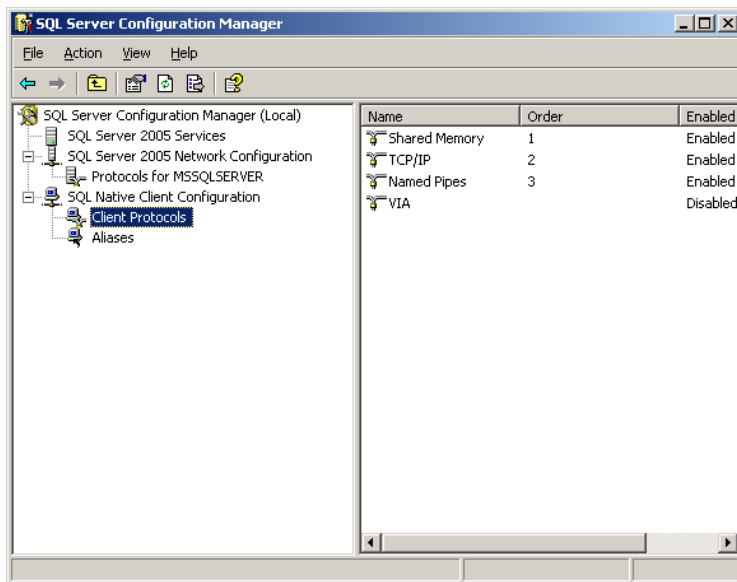 SQL Server Configuration Manager
File Action View Help
SQL Server Configuration Manager (Local)
SQL Server 2005 Services
SQL Server 2005 Network Configuration
Protocols for MSSQLSERVER
SQL Native Client Configuration
Client Protocols
Aliases
Name Order Enabled
Shared Memory 1 Enabled
TCP/IP 2 Enabled
Named Pipes 3 Enabled
VIA Disabled